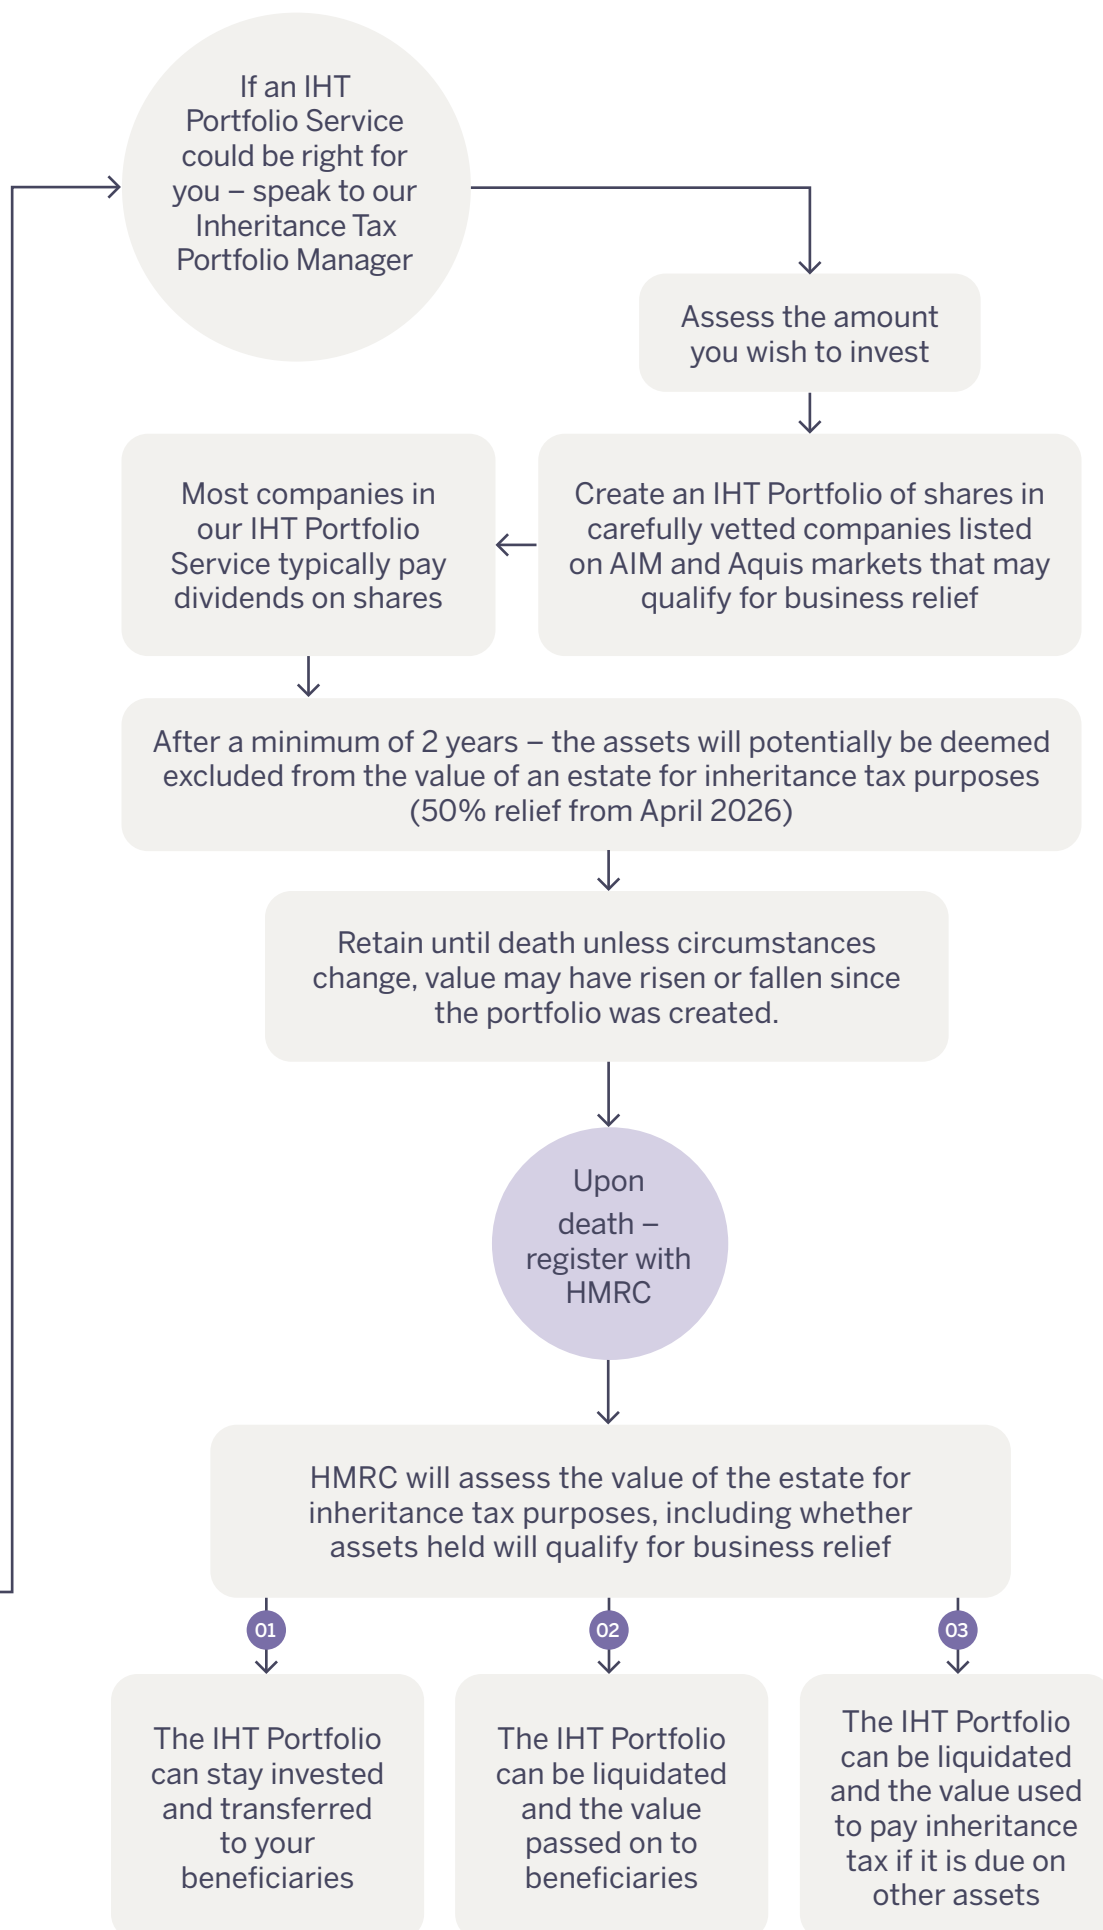 If an IHT
Portfolio Service
could be right for
you – speak to our
Inheritance Tax
Portfolio Manager
Assess the amount
you wish to invest
Create an IHT Portfolio of shares in
carefully vetted companies listed
on AIM and Aquis markets that may
qualify for business relief
Most companies in
our IHT Portfolio
Service typically pay
dividends on shares
After a minimum of 2 years – the assets will potentially be deemed
excluded from the value of an estate for inheritance tax purposes
(50% relief from April 2026)
Retain until death unless circumstances
change, value may have risen or fallen since
the portfolio was created.
Upon
death –
register with
HMRC
HMRC will assess the value of the estate for
inheritance tax purposes, including whether
assets held will qualify for business relief
01
The IHT Portfolio
can stay invested
and transferred
to your
beneficiaries
02
The IHT Portfolio
can be liquidated
and the value
passed on to
beneficiaries
03
The IHT Portfolio
can be liquidated
and the value used
to pay inheritance
tax if it is due on
other assets